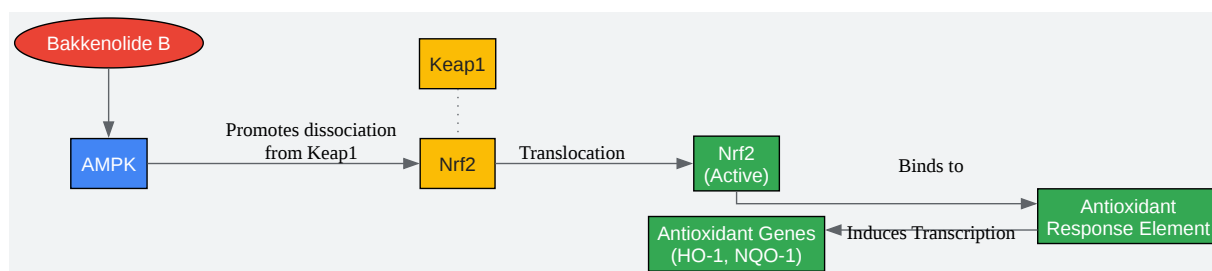 Bakkenolide B
Keap1
Promotes dissociation
from Keap1
AMPK
Nrf2
Translocation
Nrf2
(Active)
Binds to
Antioxidant
Response Element
Induces Transcription
Antioxidant Genes
(HO-1, NQO-1)